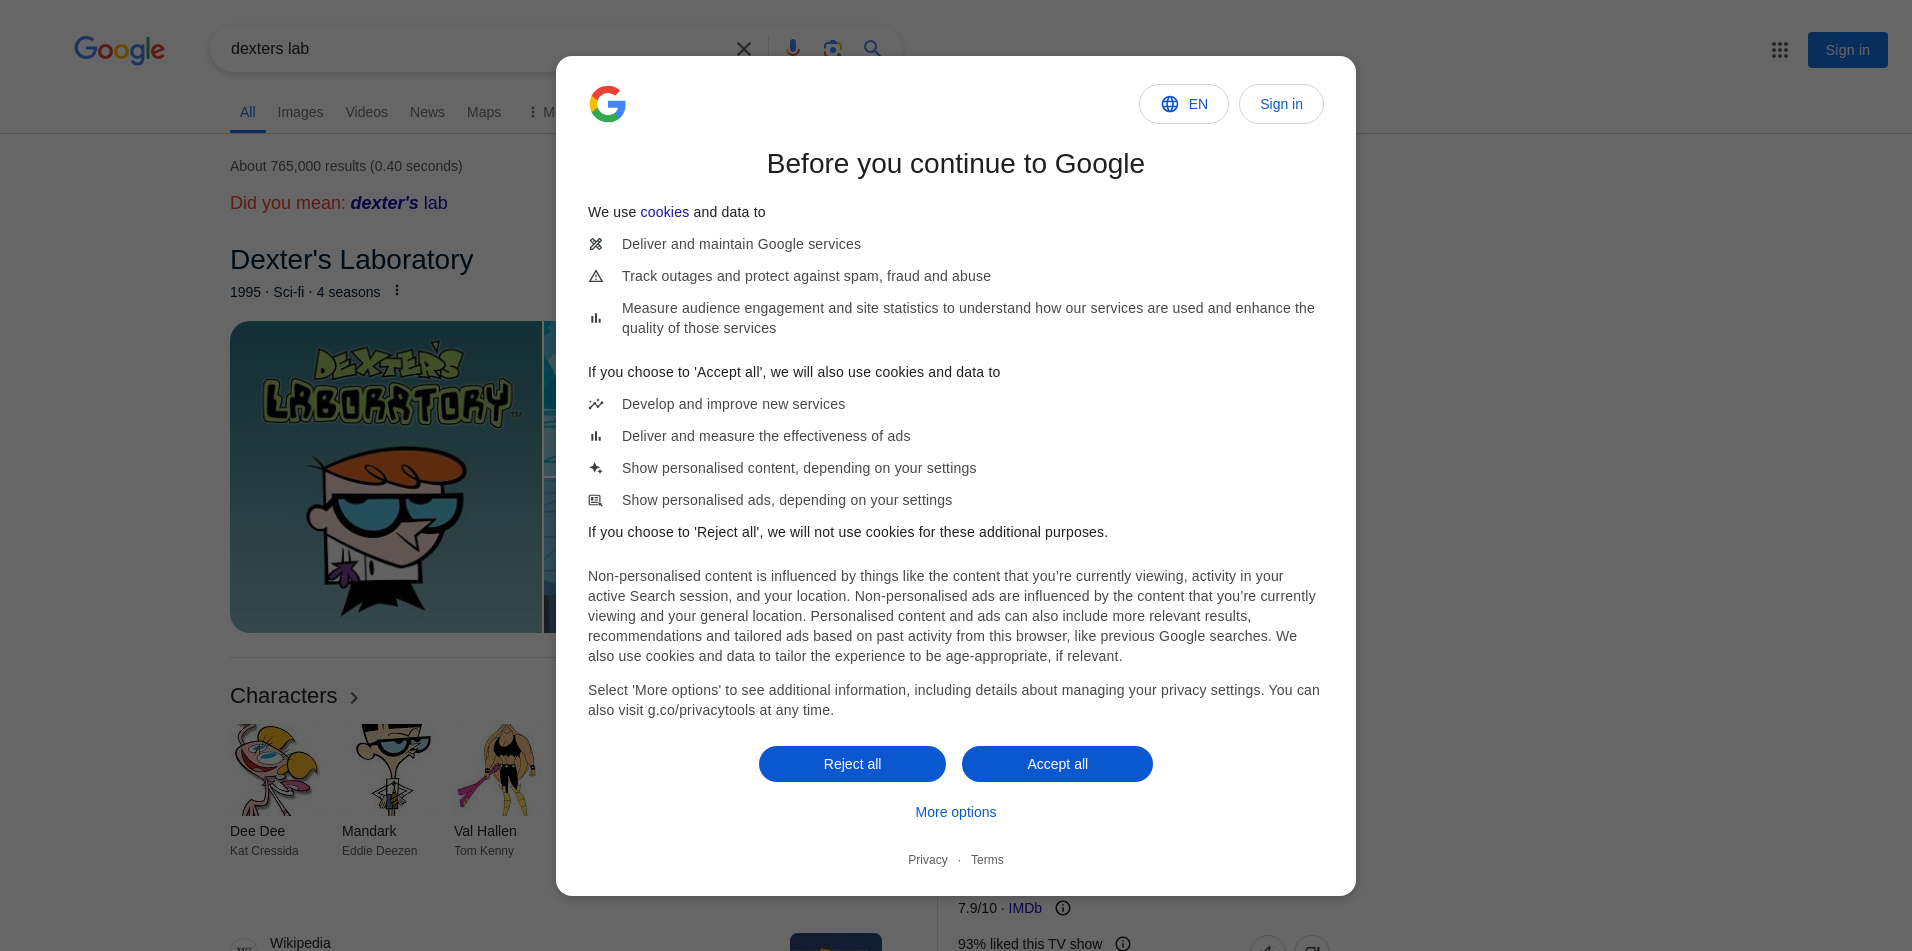 Google
dexters lab
Sign in
All Images Videos News Maps
About 765,000 results (0.40 seconds)
Did you mean: dexter's lab
Dexter's Laboratory
1995 · Sci-fi · 4 seasons
DEXTER'S
LABORATORY™
Characters
Dee Dee
Kat Cressida
Mandark
Eddie Deezen
Val Hallen
Tom Kenny
Wikipedia
EN
Sign in
Before you continue to Google
We use cookies and data to
Deliver and maintain Google services
Track outages and protect against spam, fraud and abuse
Measure audience engagement and site statistics to understand how our services are used and enhance the
quality of those services
If you choose to 'Accept all', we will also use cookies and data to
Develop and improve new services
Deliver and measure the effectiveness of ads
Show personalised content, depending on your settings
Show personalised ads, depending on your settings
If you choose to 'Reject all', we will not use cookies for these additional purposes.
Non-personalised content is influenced by things like the content that you’re currently viewing, activity in your
active Search session, and your location. Non-personalised ads are influenced by the content that you’re currently
viewing and your general location. Personalised content and ads can also include more relevant results,
recommendations and tailored ads based on past activity from this browser, like previous Google searches. We
also use cookies and data to tailor the experience to be age-appropriate, if relevant.
Select 'More options' to see additional information, including details about managing your privacy settings. You can
also visit g.co/privacytools at any time.
Reject all
Accept all
More options
Privacy · Terms
7.9/10 · IMDb
93% liked this TV show